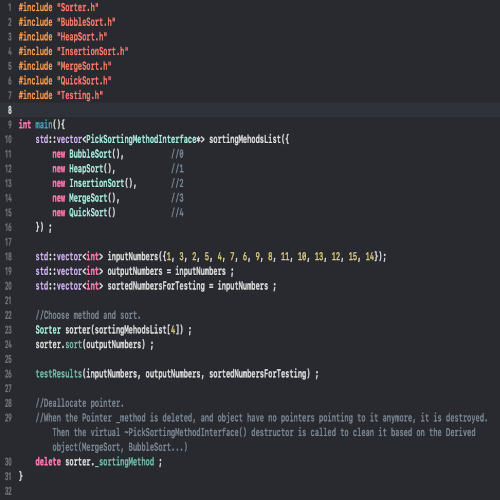 1 #include "Sorter.h"
2 #include "BubbleSort.h"
3 #include "HeapSort.h"
4 #include "InsertionSort.h"
5 #include "MergeSort.h"
6 #include "QuickSort.h"
7 #include "Testing.h"
8
9 int main(){
10 std::vector<PickSortingMethodInterface*> sortingMehodsList({
11 new BubbleSort(), //0
12 new HeapSort(), //1
13 new InsertionSort(), //2
14 new MergeSort(), //3
15 new QuickSort() //4
16 }) ;
17
18 std::vector<int> inputNumbers({1, 3, 2, 5, 4, 7, 6, 9, 8, 11, 10, 13, 12, 15, 14});
19 std::vector<int> outputNumbers = inputNumbers ;
20 std::vector<int> sortedNumbersForTesting = inputNumbers ;
21
22 //Choose method and sort.
23 Sorter sorter(sortingMehodsList[4]) ;
24 sorter.sort(outputNumbers) ;
25
26 testResults(inputNumbers, outputNumbers, sortedNumbersForTesting) ;
27
28 //Deallocate pointer.
29 //When the Pointer _method is deleted, and object have no pointers pointing to it anymore, it is destroyed.
Then the virtual ~PickSortingMethodInterface() destructor is called to clean it based on the Derived
object(MergeSort, BubbleSort...)
30 delete sorter._sortingMethod ;
31 }
32